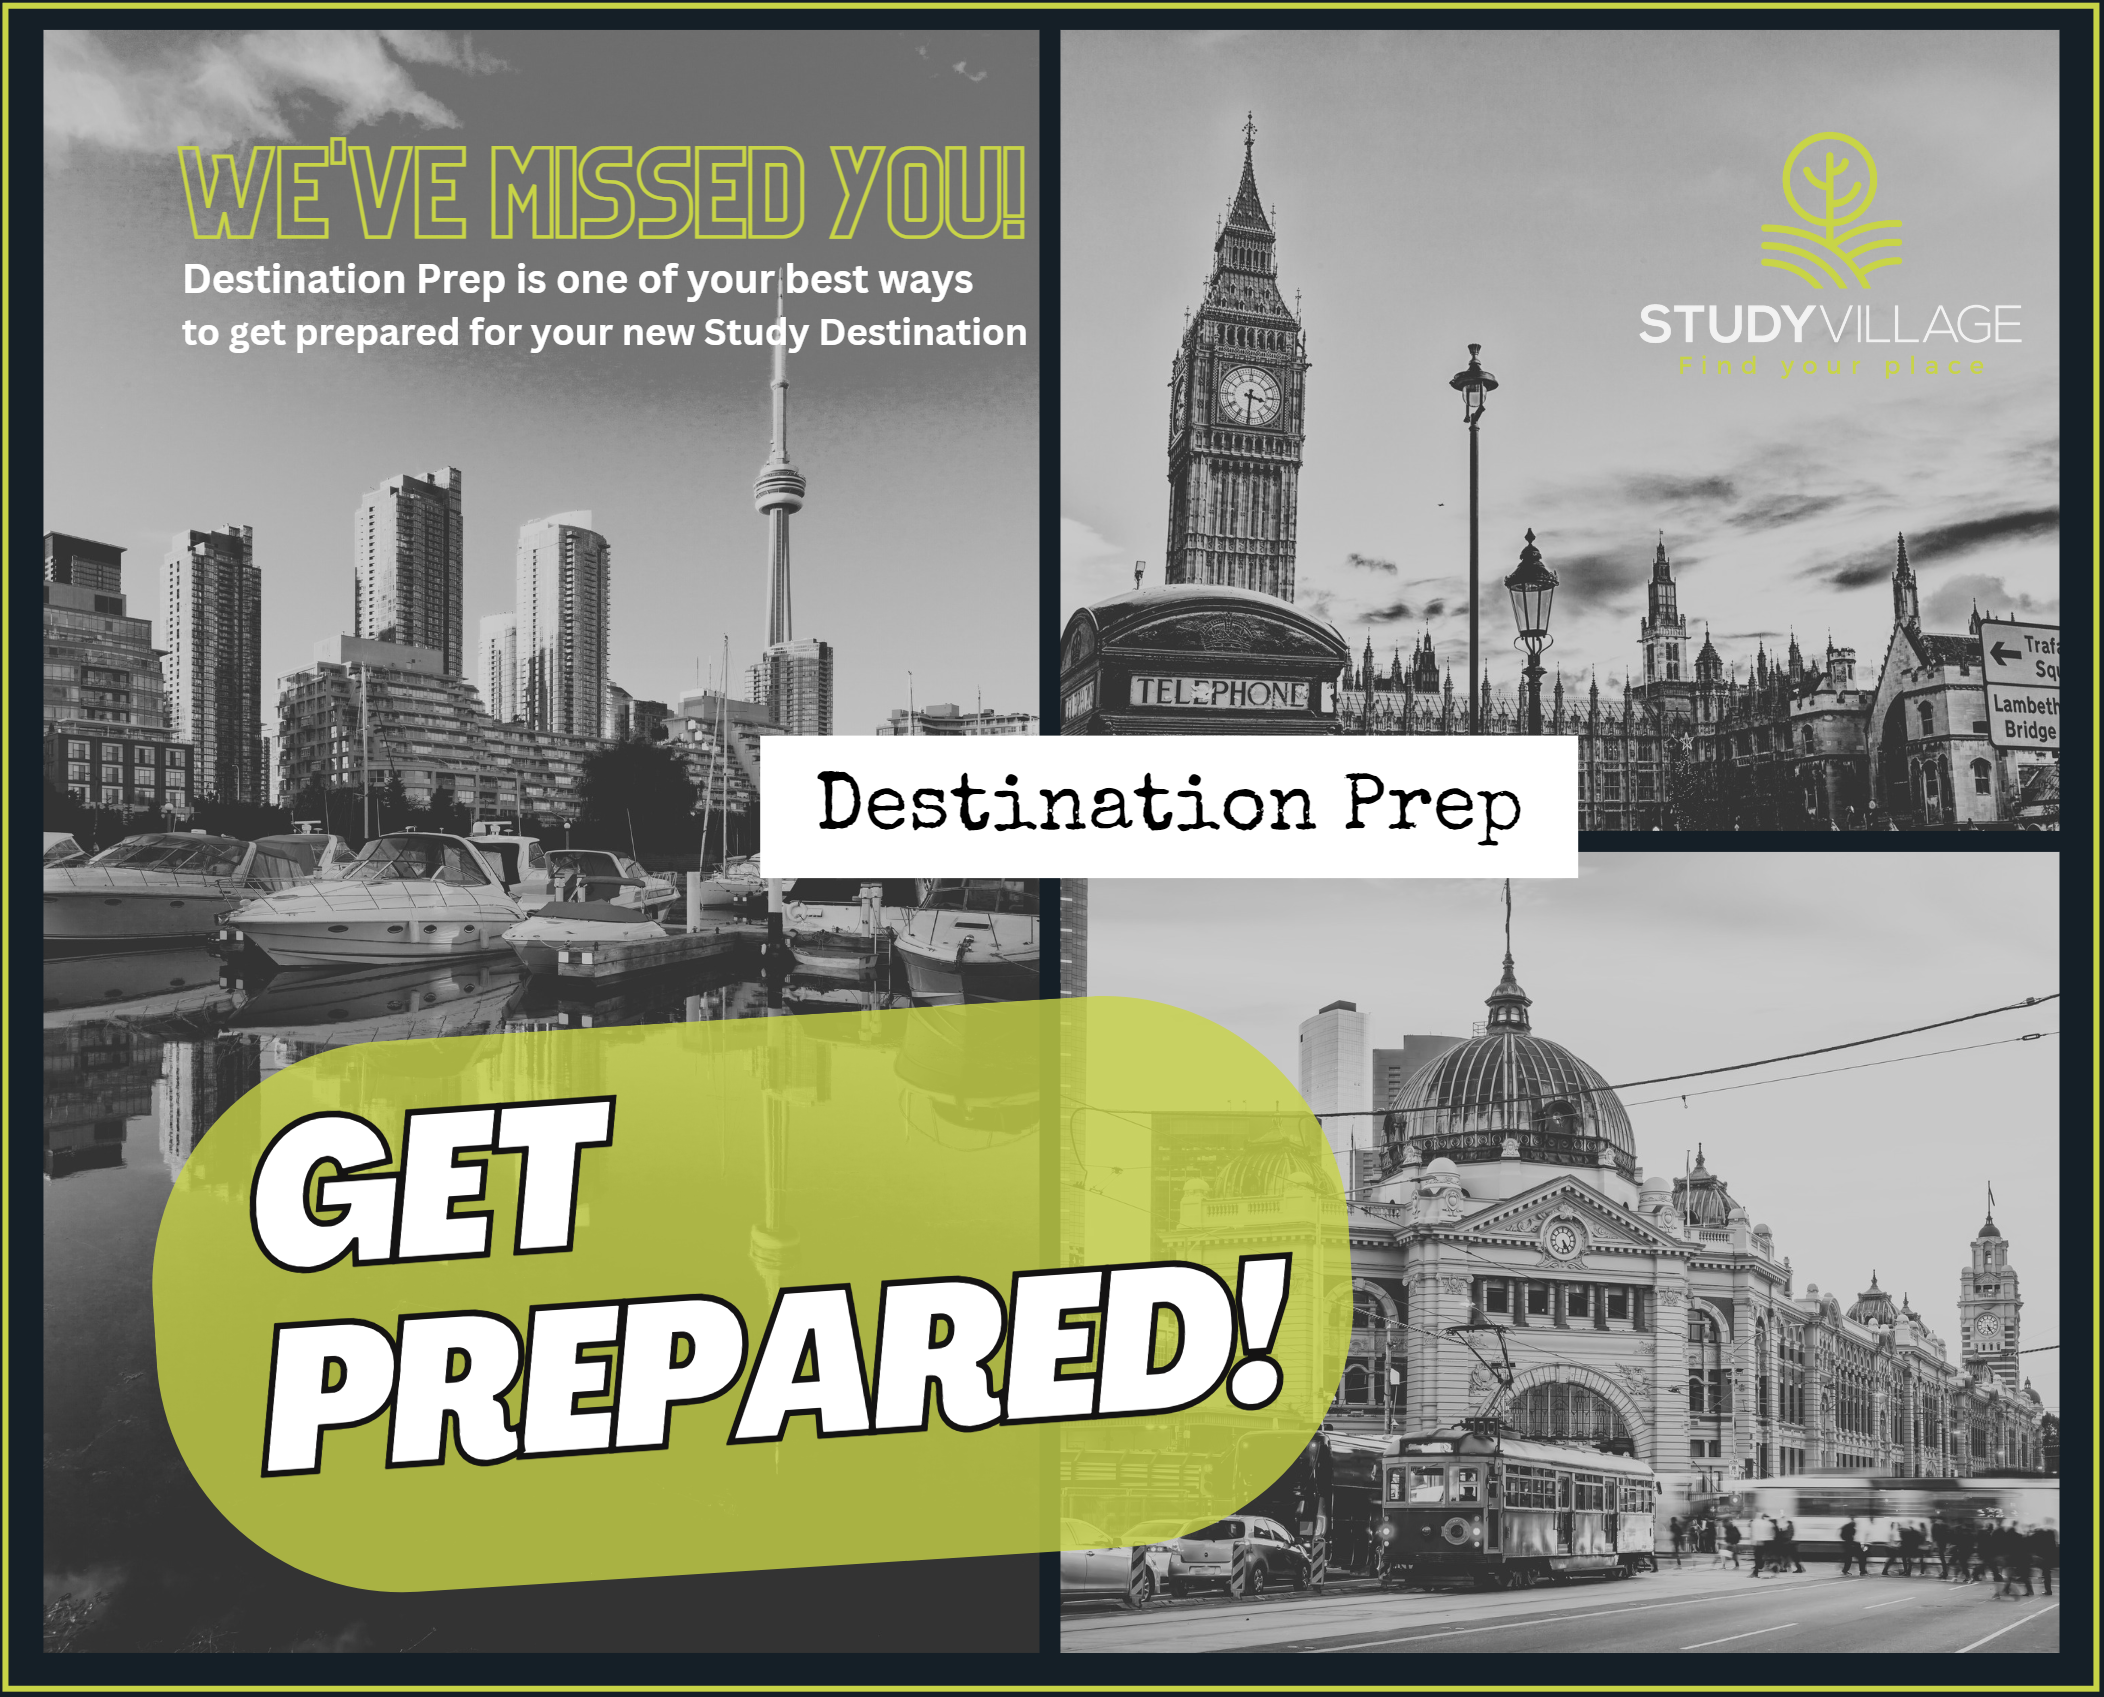 WE'VE MISSED YOU!
Destination Prep is one of your best ways
to get prepared for your new Study Destination
STUDYVILLAGE
Find your place
TELEPHONE
Lambeth
Bridge
Destination Prep
GET
PREPARED!